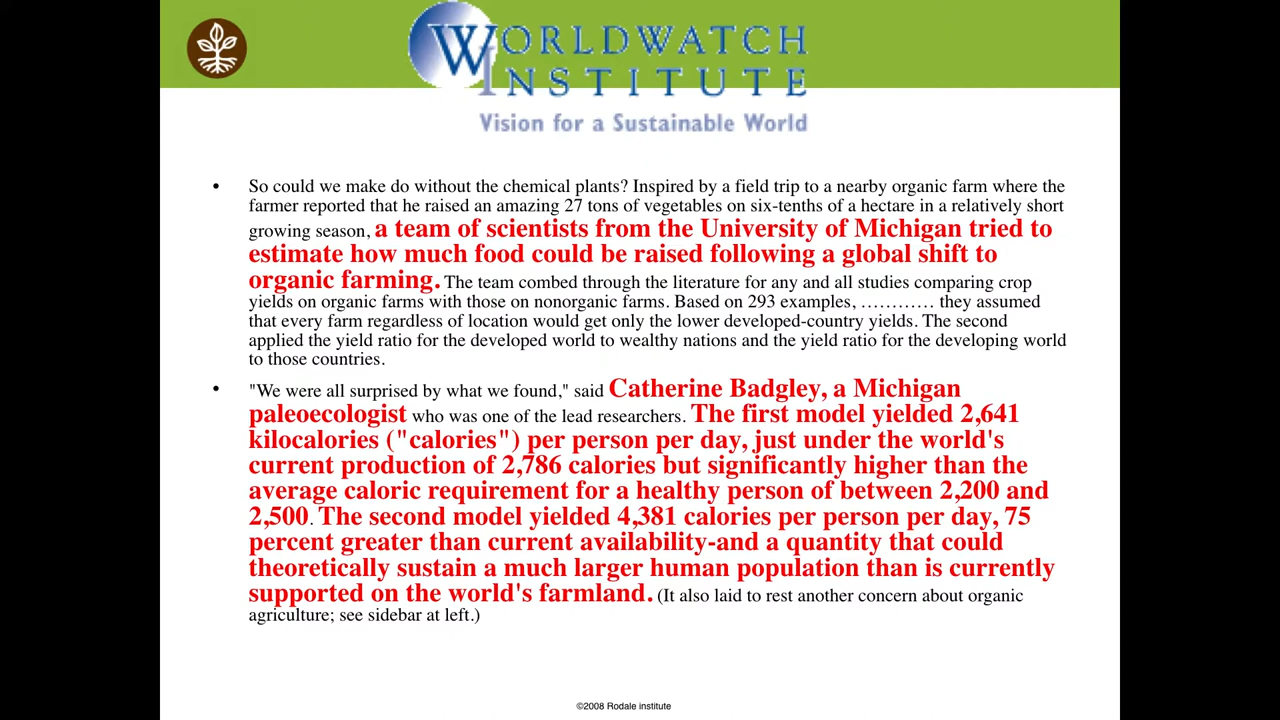 WORLDWATCH
INSTITUTE
Vision for a Sustainable World
• So could we make do without the chemical plants? Inspired by a field trip to a nearby organic farm where the
farmer reported that he raised an amazing 27 tons of vegetables on six-tenths of a hectare in a relatively short
growing season, a team of scientists from the University of Michigan tried to
estimate how much food could be raised following a global shift to
organic farming. The team combed through the literature for any and all studies comparing crop
yields on organic farms with those on nonorganic farms. Based on 293 examples, ………… they assumed
that every farm regardless of location would get only the lower developed-country yields. The second
applied the yield ratio for the developed world to wealthy nations and the yield ratio for the developing world
to those countries.
• "We were all surprised by what we found," said Catherine Badgley, a Michigan
paleoecologist who was one of the lead researchers. The first model yielded 2,641
kilocalories ("calories") per person per day, just under the world's
current production of 2,786 calories but significantly higher than the
average caloric requirement for a healthy person of between 2,200 and
2,500. The second model yielded 4,381 calories per person per day, 75
percent greater than current availability-and a quantity that could
theoretically sustain a much larger human population than is currently
supported on the world's farmland. (It also laid to rest another concern about organic
agriculture; see sidebar at left.)
©2008 Rodale institute